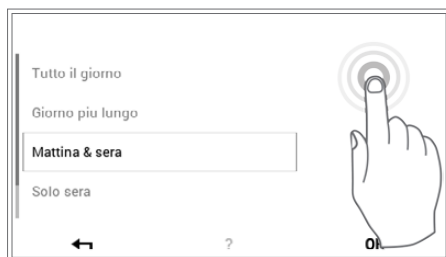 Tutto il giorno
Giorno piu lungo
Mattina & sera
Solo sera
?